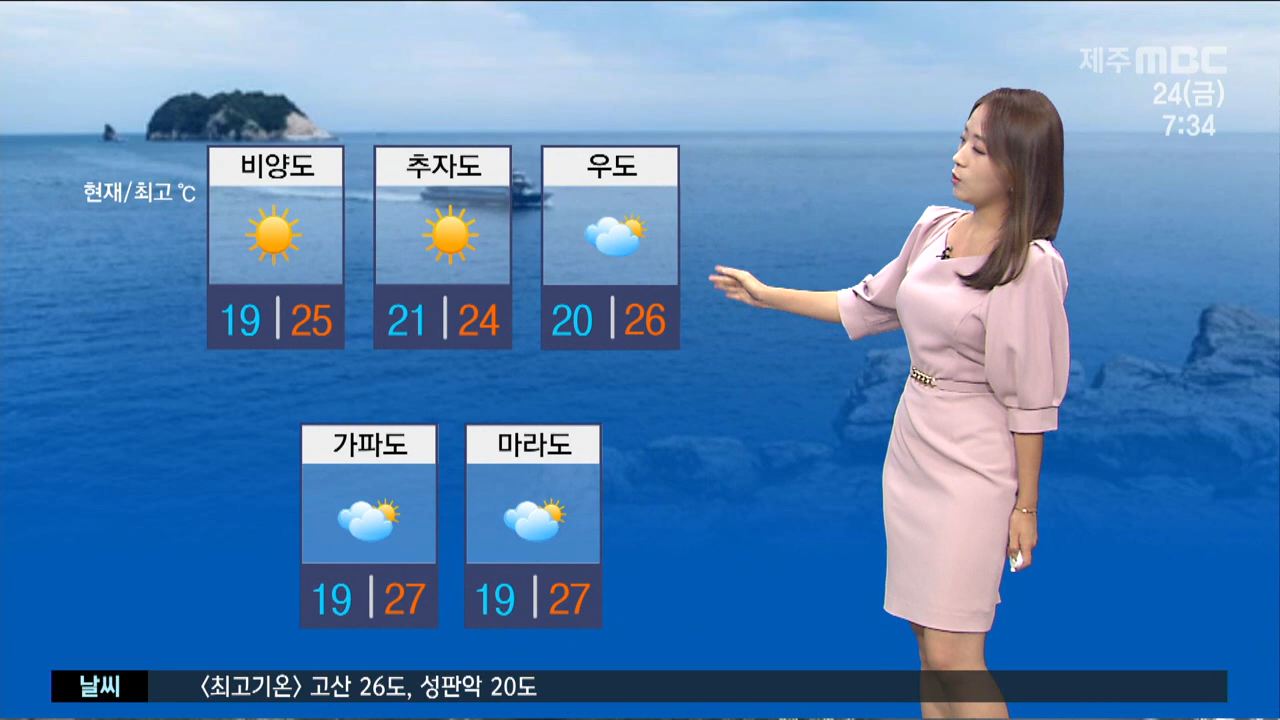 제주MBC
24(금)
7:34
현재/최고 ℃
비양도
19 25
추자도
21 24
우도
20 26
가파도
19 27
마라도
19 27
날씨
〈최고기온〉 고산 26도, 성판악 20도